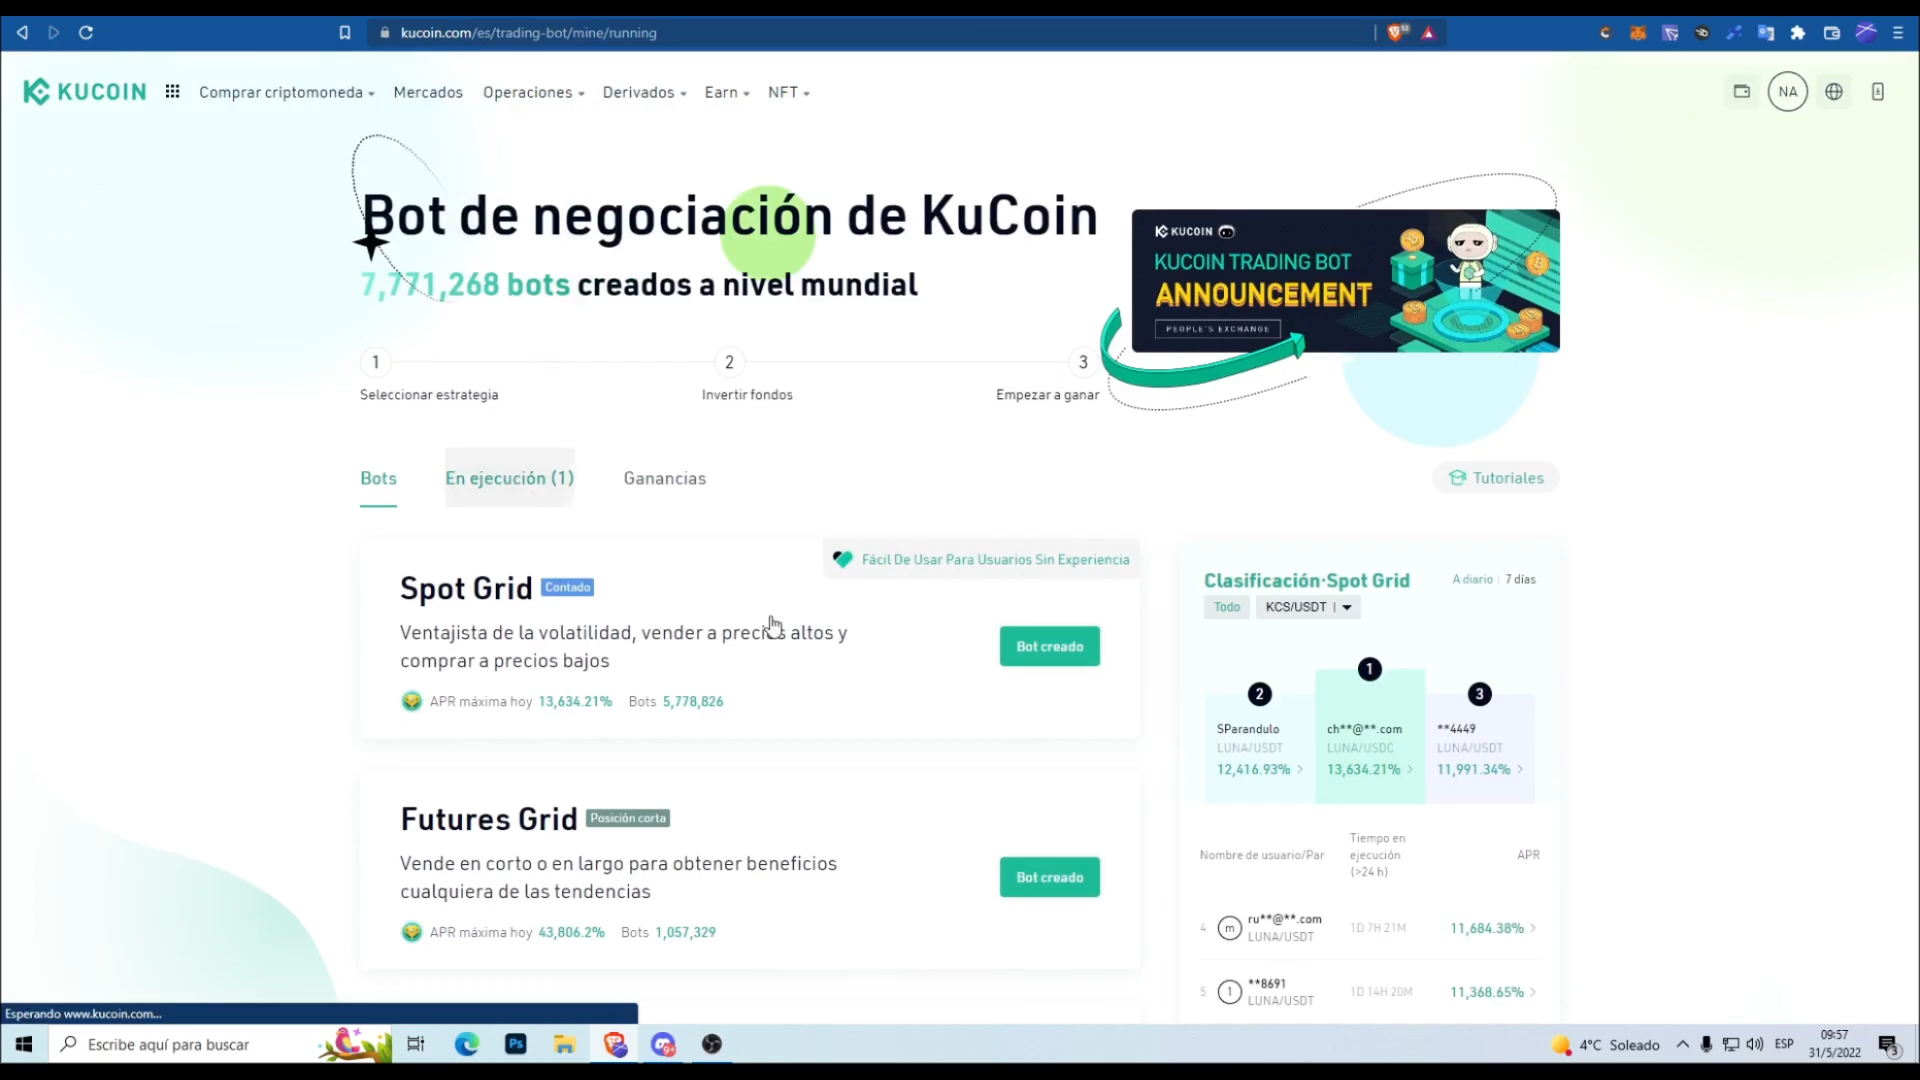 kucoin.com/es/trading-bot/mine/running
KUCOIN
Comprar criptomoneda
Mercados
Operaciones
Derivados
Earn
NFT
NA
Bot de negociación de KuCoin
7,771,268 bots creados a nivel mundial
KUCOIN
KUCOIN TRADING BOT
ANNOUNCEMENT
PEOPLE'S EXCHANGE
1
2
3
Seleccionar estrategia
Invertir fondos
Empezar a ganar
Bots
En ejecución (1)
Ganancias
Tutoriales
Fácil De Usar Para Usuarios Sin Experiencia
Spot Grid Contado
Ventajista de la volatilidad, vender a precios altos y
comprar a precios bajos
APR máxima hoy 13,634.21% Bots 5,778,826
Bot creado
Futures Grid Posición corta
Vende en corto o en largo para obtener beneficios
cualquiera de las tendencias
APR máxima hoy 43,806.2% Bots 1,057,329
Bot creado
Clasificación·Spot Grid
A diario | 7 días
Todo
KCS/USDT
2
1
3
SParandulo
LUNA/USDT
12,416.93%
ch**@**.com
LUNA/USDC
13,634.21%
**4449
LUNA/USDT
11,991.34%
Nombre de usuario/Par
Tiempo en
ejecución
(>24 h)
APR
4 m ru**@**.com
LUNA/USDT
1D 7H 21M
11,684.38%
5 1 **8691
LUNA/USDT
1D 14H 20M
11,368.65%
Esperando www.kucoin.com...
Escribe aquí para buscar
Ps
4°C Soleado
ESP
09:57
31/5/2022
3